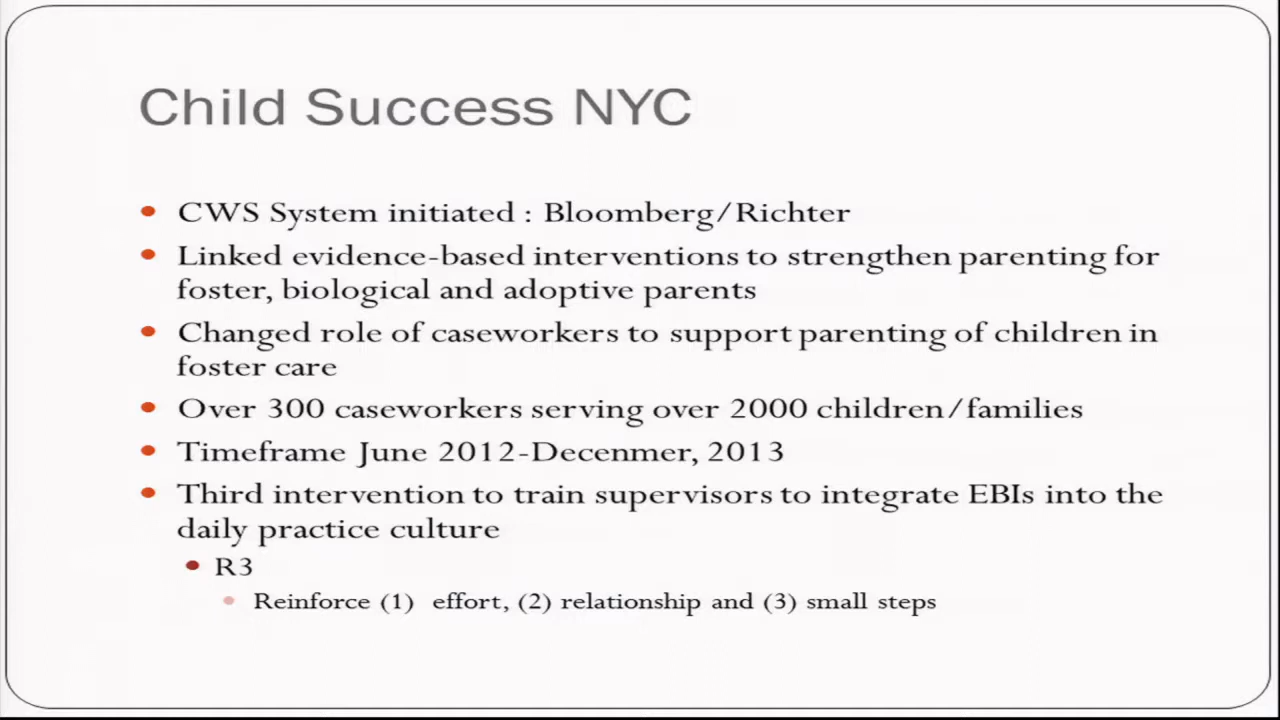 Child Success NYC
CWS System initiated : Bloomberg/Richter
Linked evidence-based interventions to strengthen parenting for
foster, biological and adoptive parents
Changed role of caseworkers to support parenting of children in
foster care
Over 300 caseworkers serving over 2000 children/families
Timeframe June 2012-Decenmer, 2013
Third intervention to train supervisors to integrate EBIs into the
daily practice culture
R3
Reinforce (1) effort, (2) relationship and (3) small steps